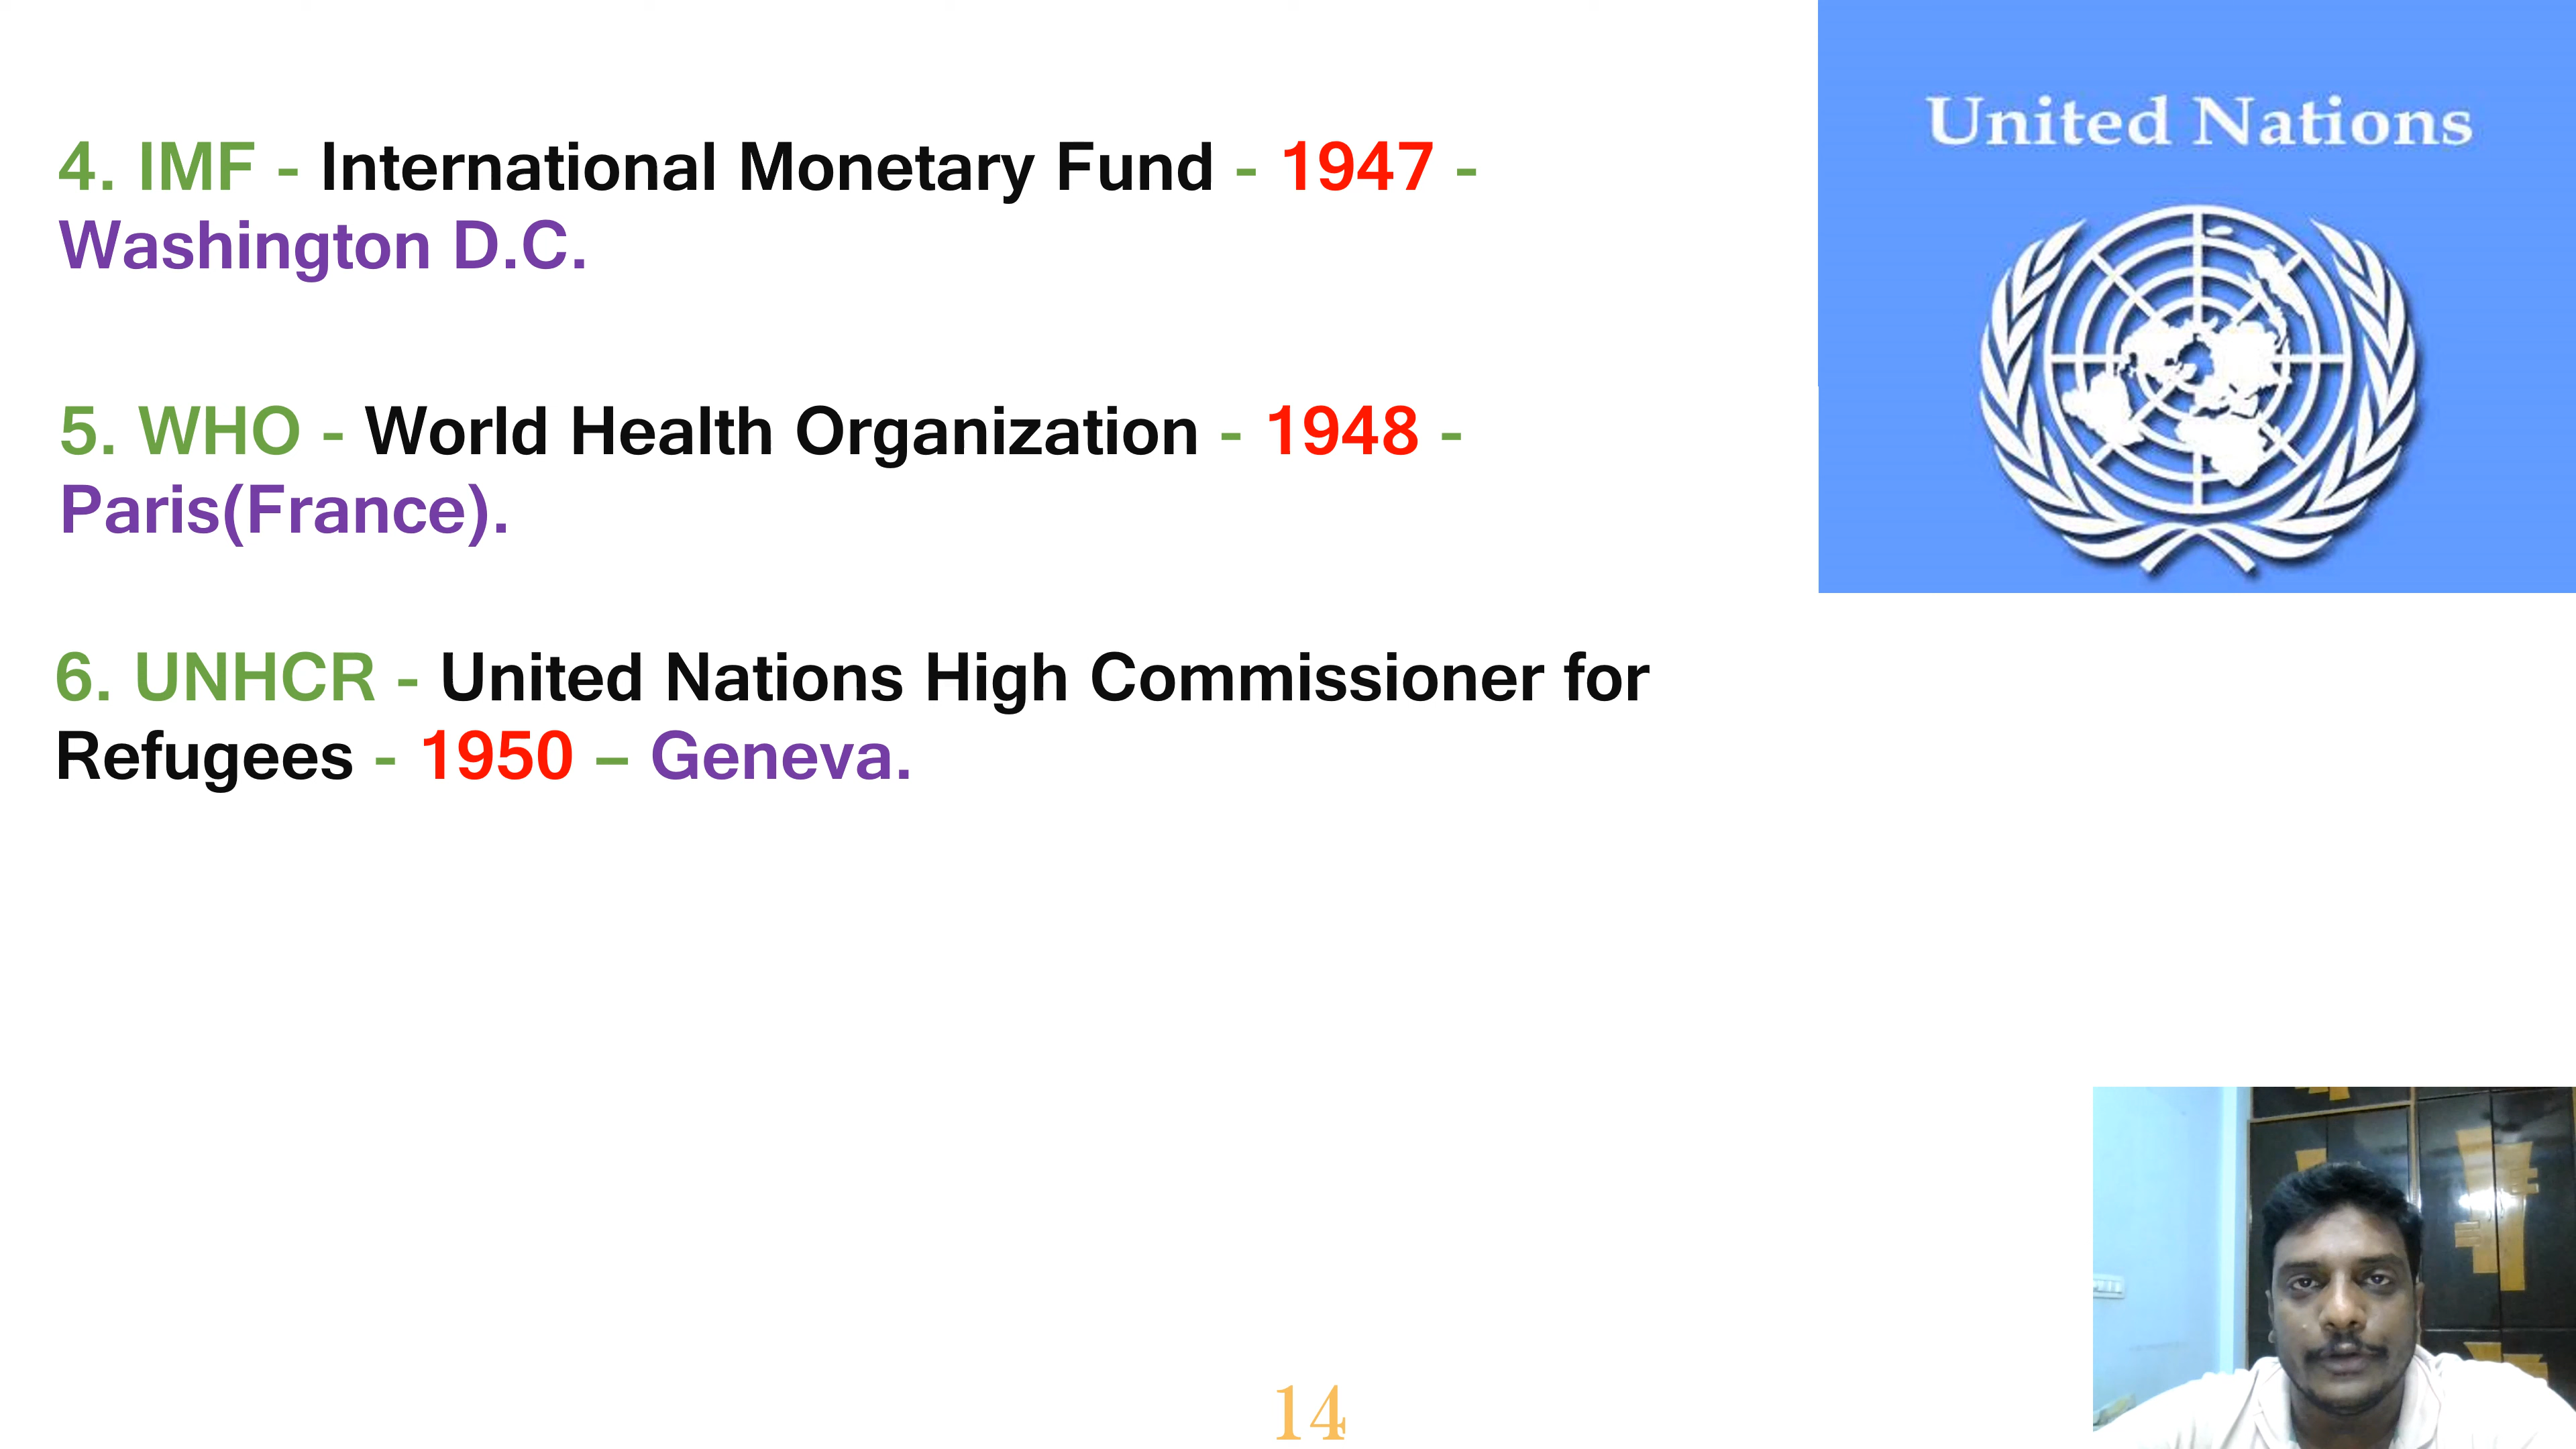 4. IMF - International Monetary Fund - 1947 -
Washington D.C.
5. WHO - World Health Organization - 1948 -
Paris(France).
6. UNHCR - United Nations High Commissioner for
Refugees - 1950 – Geneva.
United Nations
14